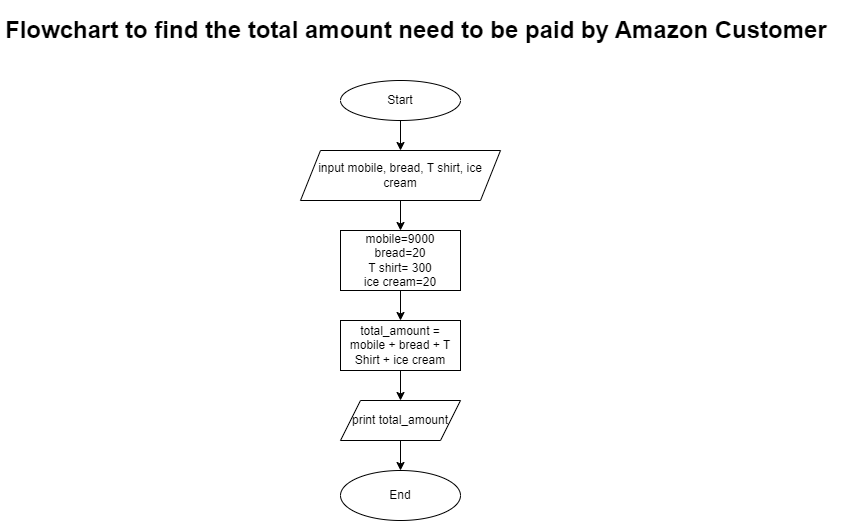 Flowchart to find the total amount need to be paid by Amazon Customer
Start
input mobile, bread, T shirt, ice
cream
mobile=9000
bread=20
T shirt= 300
ice cream=20
total_amount =
mobile + bread + T
Shirt + ice cream
print total_amount
End